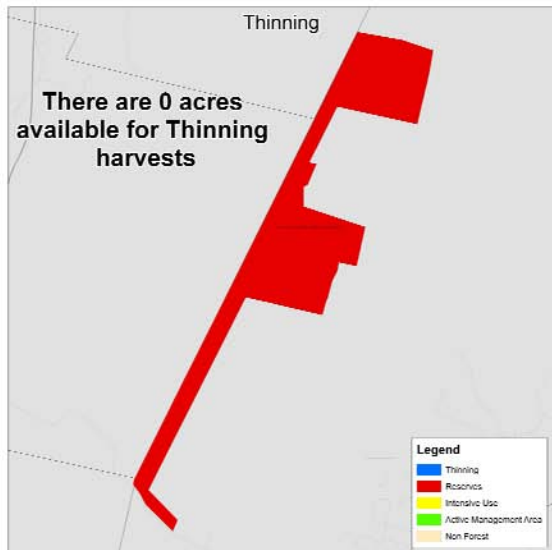 Thinning
There are 0 acres
available for Thinning
harvests
Legend
Thinning
Reserves
Intensive Use
Active Management Area
Non Forest